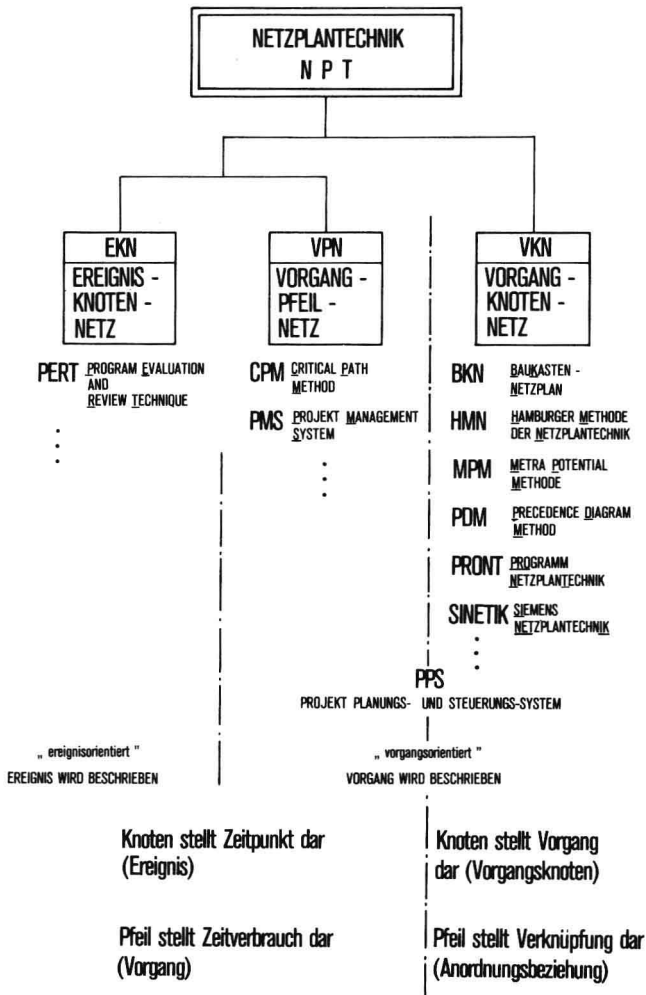 NETZPLANTECHNIK
N P T
EKN
EREIGNIS -
KNOTEN -
NETZ
PERT PROGRAM EVALUATION
AND
REVIEW TECHNIQUE
VPN
VORGANG -
PFEIL -
NETZ
CPM CRITICAL PATH
METHOD
PMS PROJEKT MANAGEMENT
SYSTEM
VKN
VORGANG -
KNOTEN -
NETZ
BKN BAUKASTEN -
NETZPLAN
HMN HAMBURGER METHODE
DER NETZPLANTECHNIK
MPM METRA POTENTIAL
METHODE
PDM PRECEDENCE DIAGRAM
METHOD
PRONT PROGRAMM
NETZPLANTECHNIK
SINETIK SIEMENS
NETZPLANTECHNIK
PPS
PROJEKT PLANUNGS- UND STEUERUNGS-SYSTEM
„ ereignisorientiert "
EREIGNIS WIRD BESCHRIEBEN
„ vorgangsorientiert "
VORGANG WIRD BESCHRIEBEN
Knoten stellt Zeitpunkt dar
(Ereignis)
Knoten stellt Vorgang
dar (Vorgangsknoten)
Pfeil stellt Zeitverbrauch dar
(Vorgang)
Pfeil stellt Verknüpfung dar
(Anordnungsbeziehung)